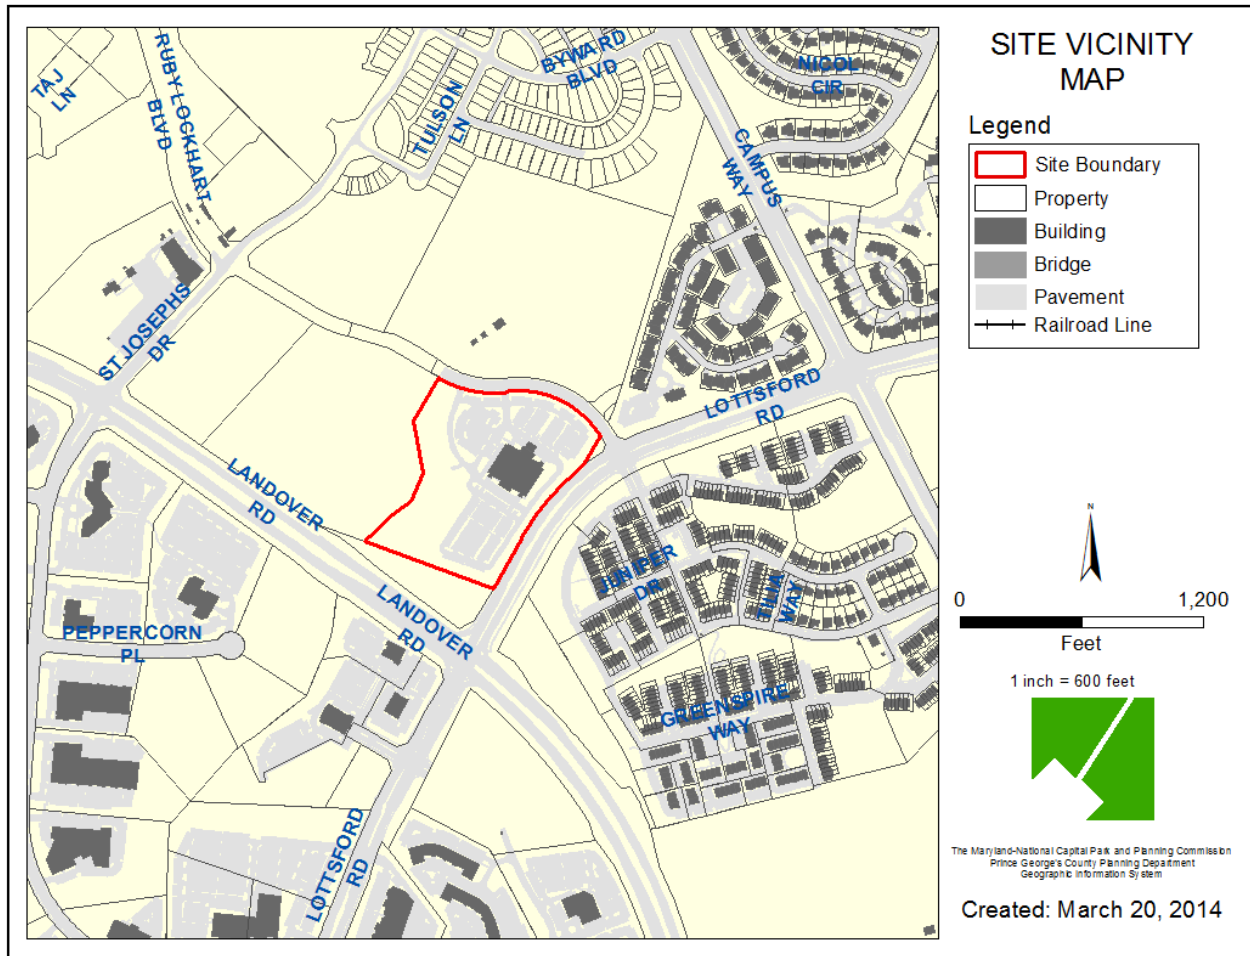 TAJ
LN
RUBY LOCKHART
BLVD
TULSON
LN
BYWARD
BLVD
NICOL
CIR
CAMPUS
WAY
ST JOSEPHS
DR
LOTTSFORD
RD
LANDOVER
RD
JUNIPER
DR
TILIA
WAY
LANDOVER
RD
PEPPERCORN
PL
GREENSPIRE
WAY
LOTTSFORD
RD
SITE VICINITY
MAP
Legend
Site Boundary
Property
Building
Bridge
Pavement
Railroad Line
N
0 1,200
Feet
1 inch = 600 feet
The Maryland-National Capital Park and Planning Commission
Prince George's County Planning Department
Geographic Information System
Created: March 20, 2014